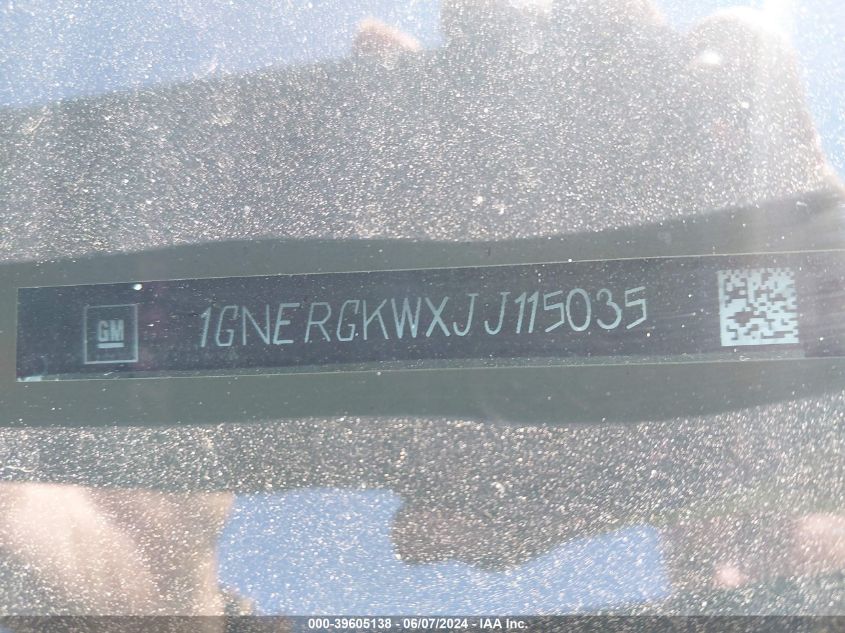 GM 1GNERGKWXJJ115035
000-39605138 - 06/07/2024 - IAA Inc.